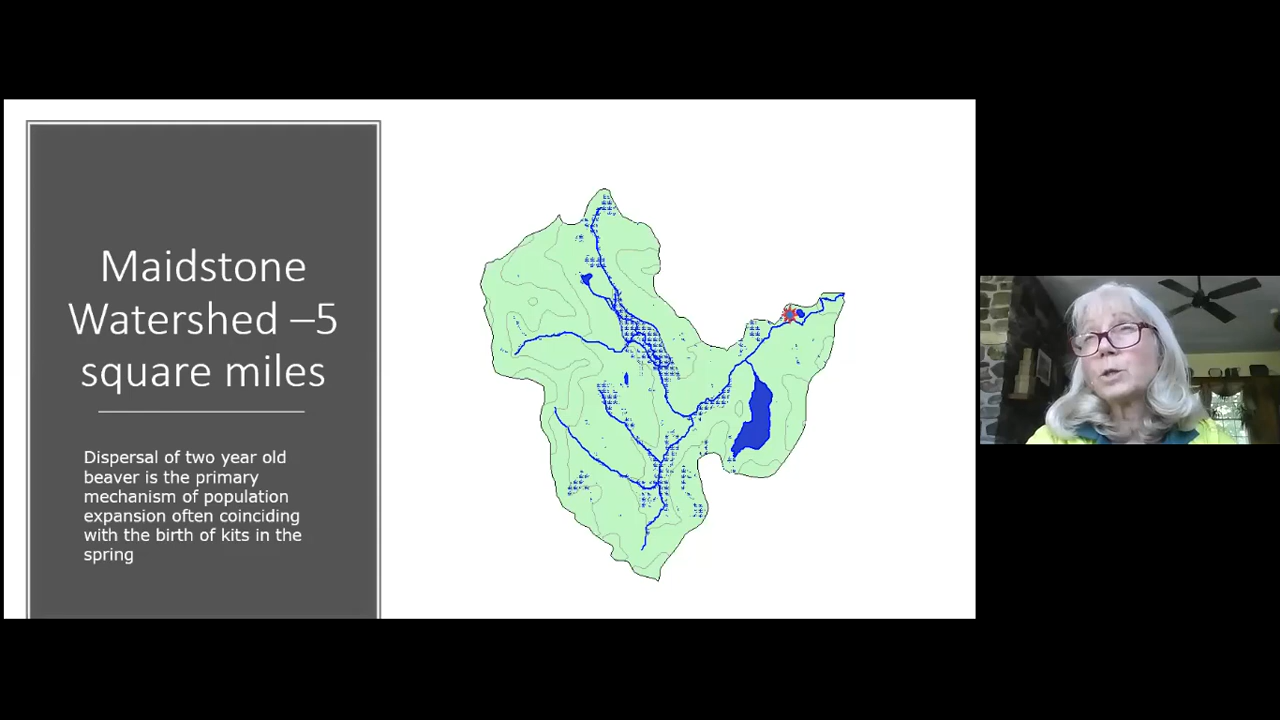 Maidstone
Watershed –5
square miles
Dispersal of two year old
beaver is the primary
mechanism of population
expansion often coinciding
with the birth of kits in the
spring